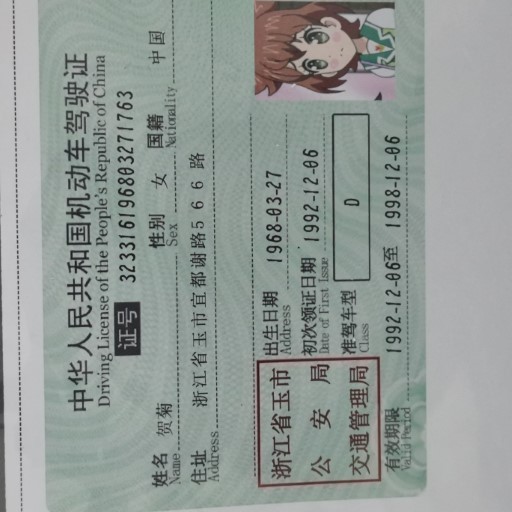 中华人民共和国机动车驾驶证
Driving License of the People's Republic of China
证号 323316196803271763
姓名 贺菊 性别 女 国籍 中国
Name Sex Nationality
住址 浙江省玉市宜都谢路566路
Address
出生日期 1968-03-27
Address
初次领证日期 1992-12-06
Date of First Issue
准驾车型 D
Class
浙江省玉市
公安局
交通管理局
有效期限 1992-12-06至 1998-12-06
Valid Period